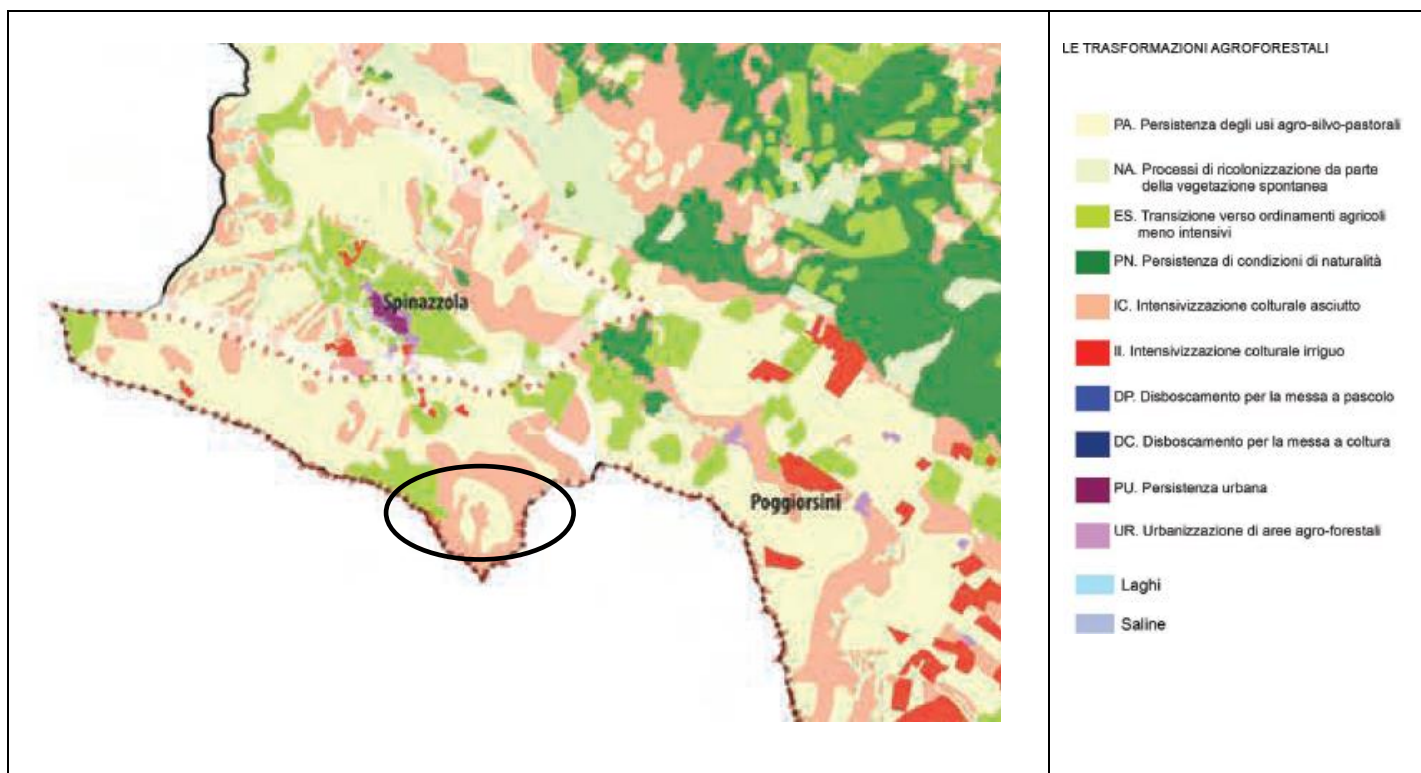 LE TRASFORMAZIONI AGROFORESTALI
PA. Persistenza degli usi agro-silvo-pastorali
NA. Processi di ricolonizzazione da parte
della vegetazione spontanea
ES. Transizione verso ordinamenti agricoli
meno intensivi
PN. Persistenza di condizioni di naturalità
IC. Intensivizzazione colturale asciutto
II. Intensivizzazione colturale irriguo
DP. Disboscamento per la messa a pascolo
DC. Disboscamento per la messa a coltura
PU. Persistenza urbana
UR. Urbanizzazione di aree agro-forestali
Laghi
Saline
Spinazzola
Poggiorsini